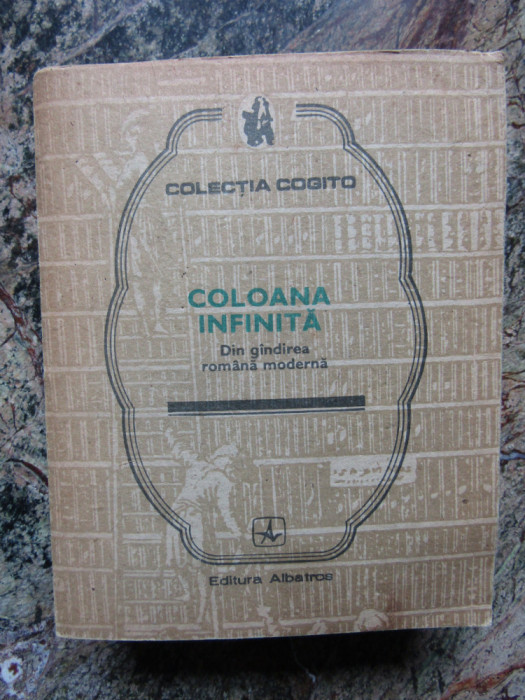 COLECȚIA COGITO
COLOANA
INFINITĂ
Din gîndirea
română modernă
Editura Albatros